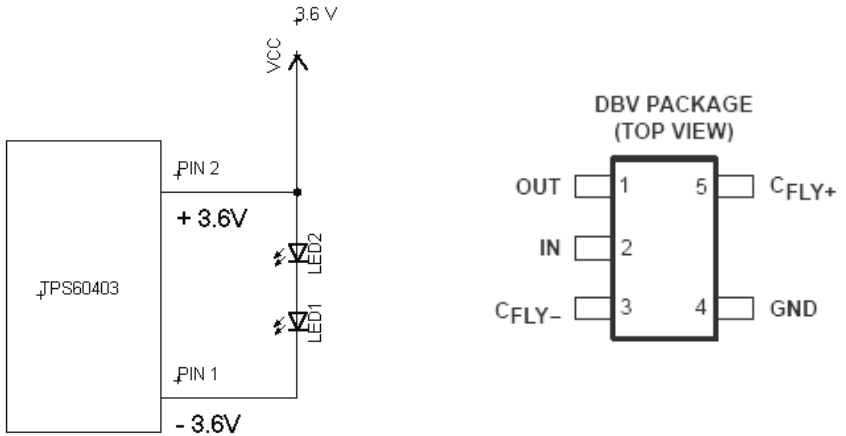 3.6 V
VCC
PIN 2
+ 3.6V
LED2
TPS60403
LED1
PIN 1
- 3.6V
DBV PACKAGE
(TOP VIEW)
OUT 1 5 CFLY+
IN 2
CFLY– 3 4 GND